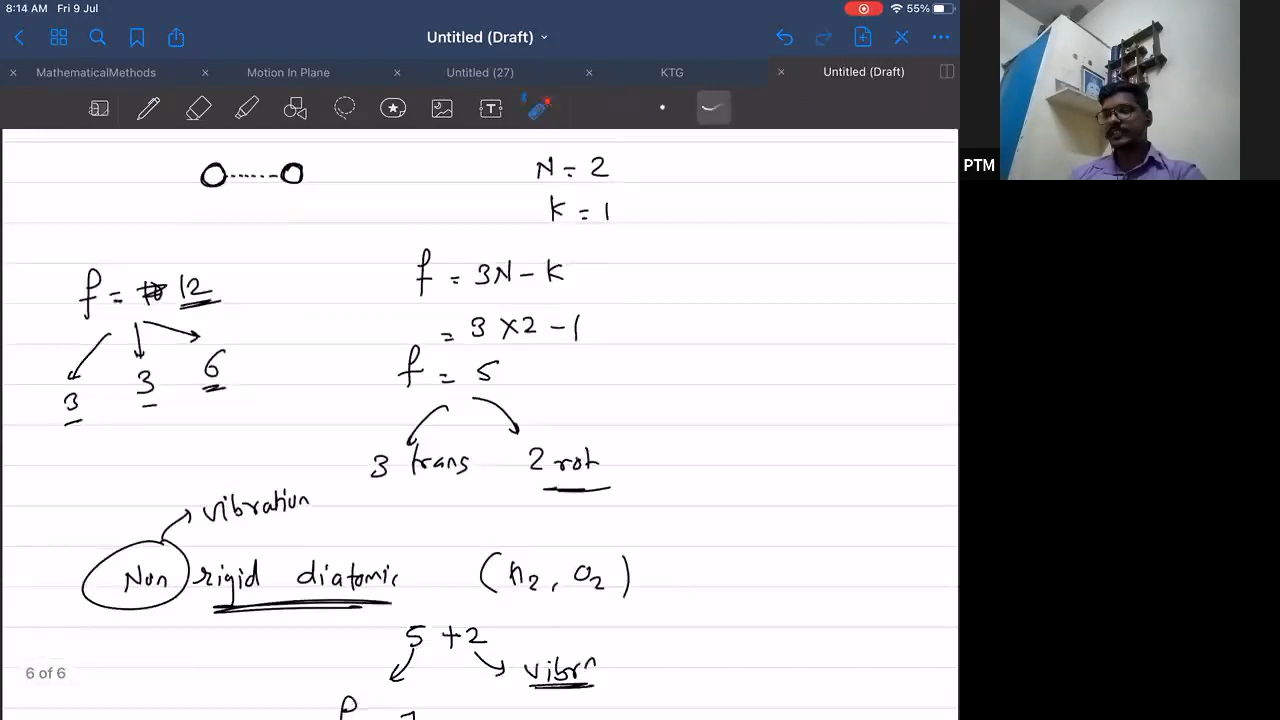 8:14 AM Fri 9 Jul
55%
Untitled (Draft)
MathematicalMethods
Motion In Plane
Untitled (27)
KTG
Untitled (Draft)
PTM
N = 2
K = 1
f = 12
3 3 6
f = 3N - K
= 3 × 2 - 1
f = 5
3 trans 2 rot
vibration
Non rigid diatomic (n2, O2)
5 + 2
vibrn
6 of 6